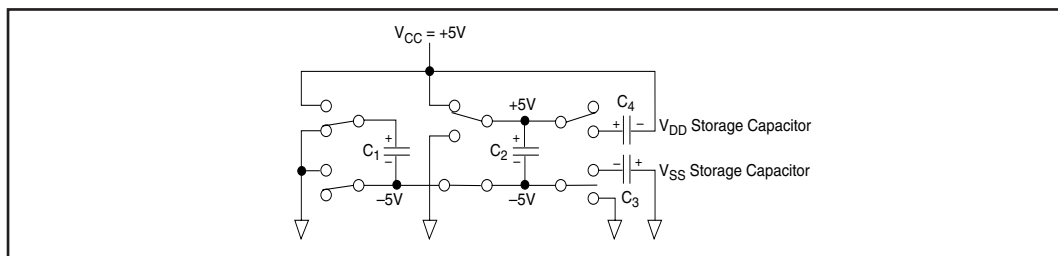 V_CC = +5V
+5V
C_4
+ −
V_DD Storage Capacitor
+
C_1
−
+
C_2
−
− +
V_SS Storage Capacitor
C_3
−5V
−5V